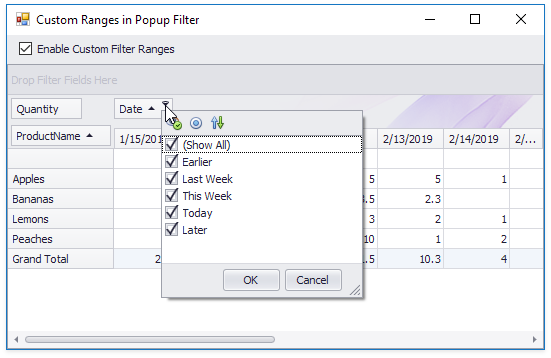 Custom Ranges in Popup Filter
Enable Custom Filter Ranges
Drop Filter Fields Here
Quantity Date
ProductName 1/15/201 2/13/2019 2/14/2019 2/...
(Show All)
Earlier
Apples Last Week 5 5 1
Bananas This Week 3.5 2.3
Lemons Today 3 2 1
Peaches Later 10 1 2
Grand Total 2 .5 10.3 4
OK Cancel